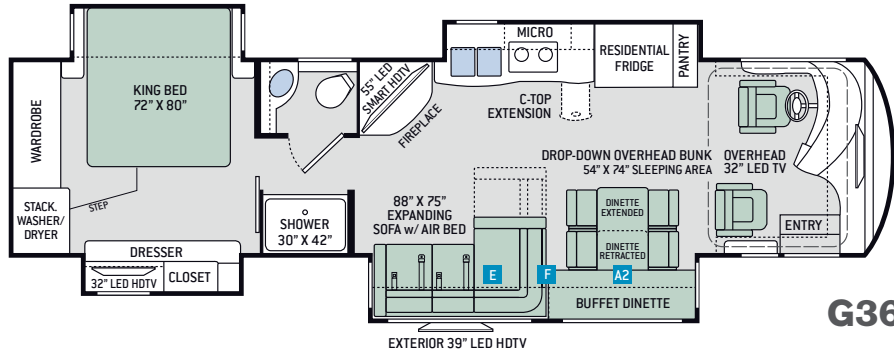 MICRO
RESIDENTIAL
FRIDGE
PANTRY
KING BED
72” X 80”
55” LED
SMART HDTV
FIREPLACE
WARDROBE
C-TOP
EXTENSION
DROP-DOWN OVERHEAD BUNK
54” X 74” SLEEPING AREA
OVERHEAD
32” LED TV
STEP
STACK.
WASHER/
DRYER
88” X 75”
EXPANDING
SOFA w/ AIR BED
SHOWER
30” X 42”
DINETTE
EXTENDED
DINETTE
RETRACTED
ENTRY
DRESSER
32” LED HDTV
CLOSET
E
F
A2
BUFFET DINETTE
G36
EXTERIOR 39” LED HDTV